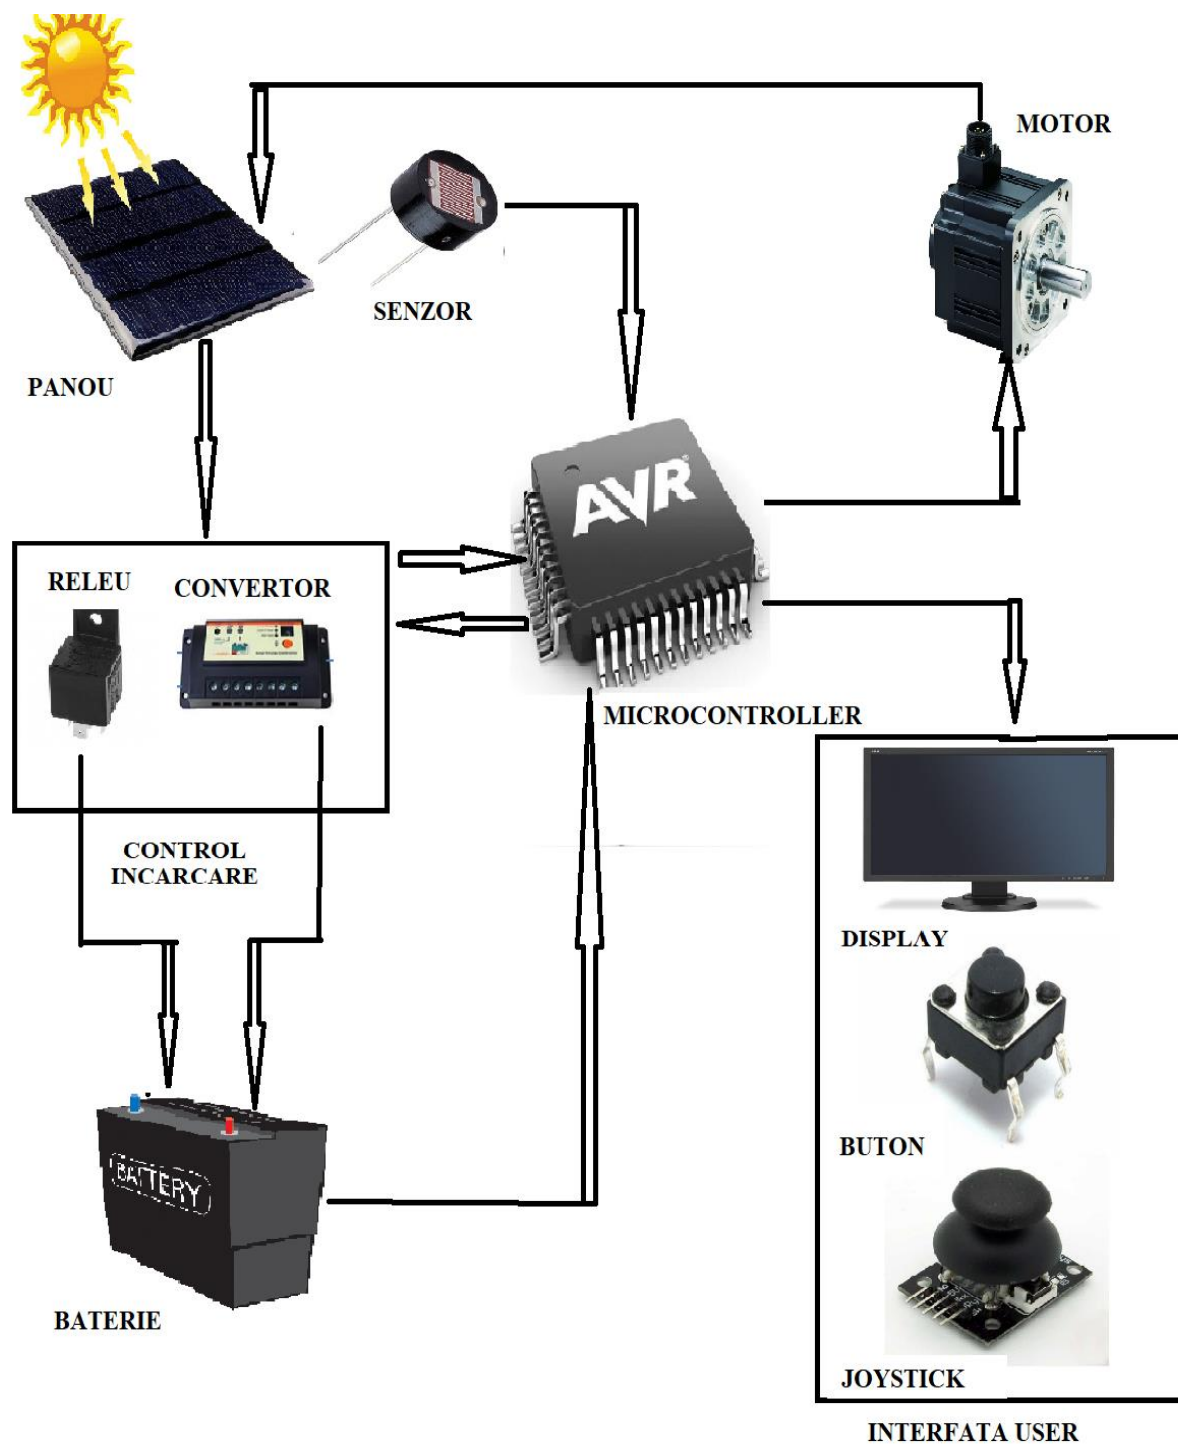 MOTOR
SENZOR
PANOU
AVR
RELEU
CONVERTOR
MICROCONTROLLER
CONTROL
INCARCARE
DISPLAY
BATTERY
BUTON
BATERIE
JOYSTICK
INTERFATA USER